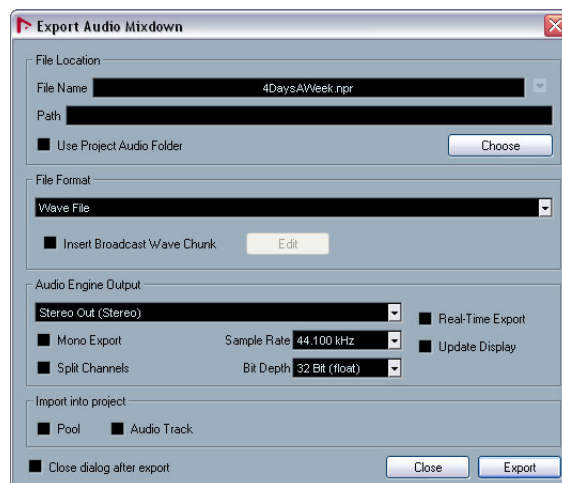 Export Audio Mixdown
File Location
File Name 4DaysAWeek.npr
Path
Use Project Audio Folder Choose
File Format
Wave File
Insert Broadcast Wave Chunk Edit
Audio Engine Output
Stereo Out (Stereo) Real-Time Export
Mono Export Sample Rate 44.100 kHz Update Display
Split Channels Bit Depth 32 Bit (float)
Import into project
Pool Audio Track
Close dialog after export Close Export